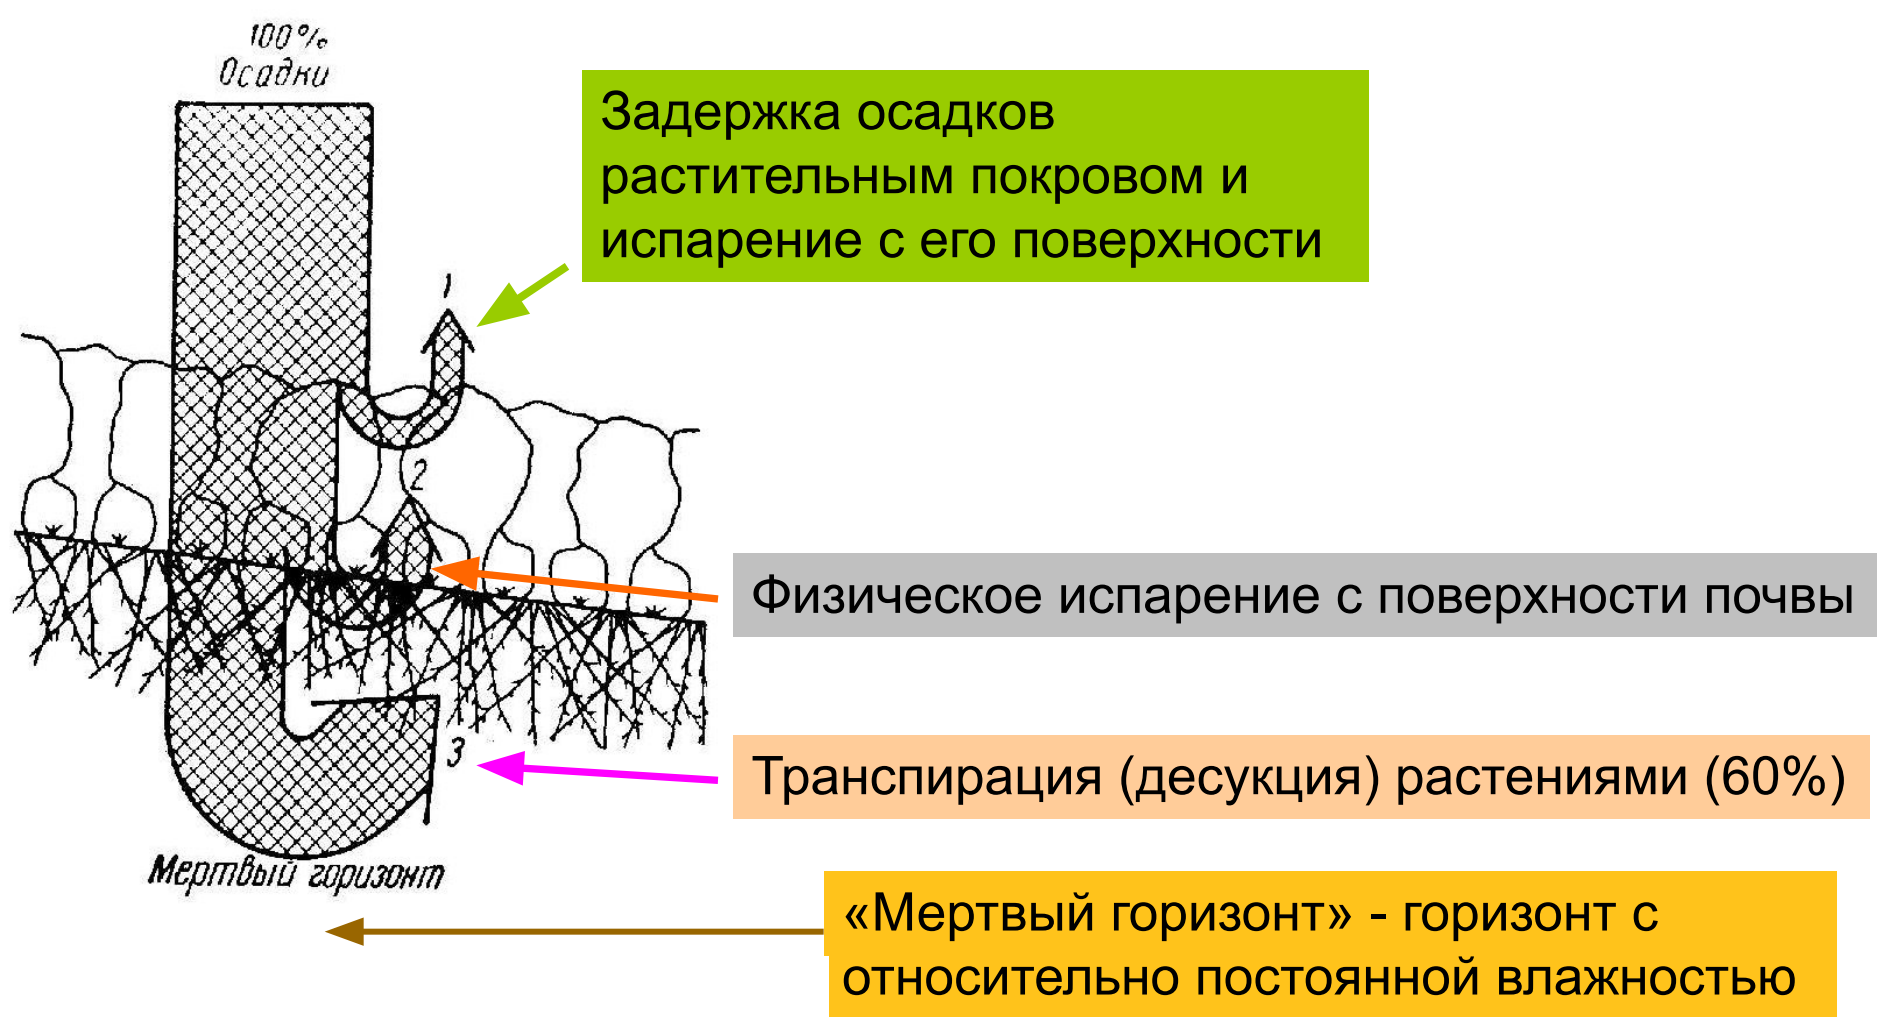 100%
Осадки
Задержка осадков
растительным покровом и
испарение с его поверхности
1
2
Физическое испарение с поверхности почвы
3
Транспирация (десукция) растениями (60%)
Мертвый горизонт
«Мертвый горизонт» - горизонт с
относительно постоянной влажностью